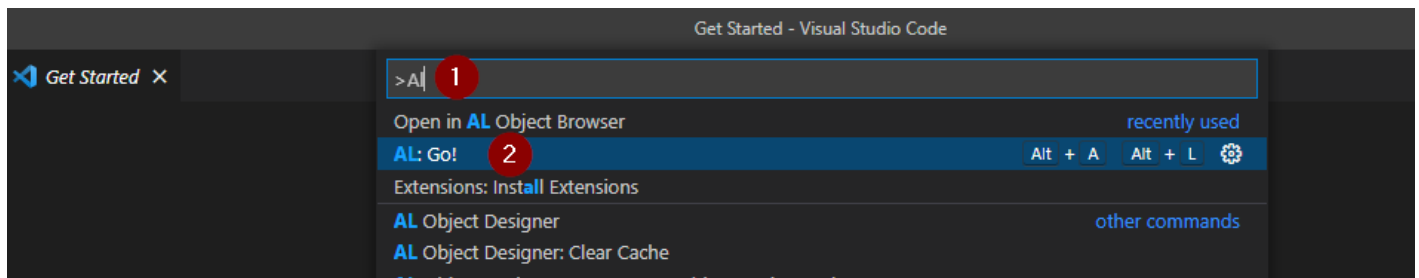 Get Started - Visual Studio Code
Get Started
>Al 1
Open in AL Object Browser recently used
AL: Go! 2 Alt + A Alt + L
Extensions: Install Extensions
AL Object Designer other commands
AL Object Designer: Clear Cache